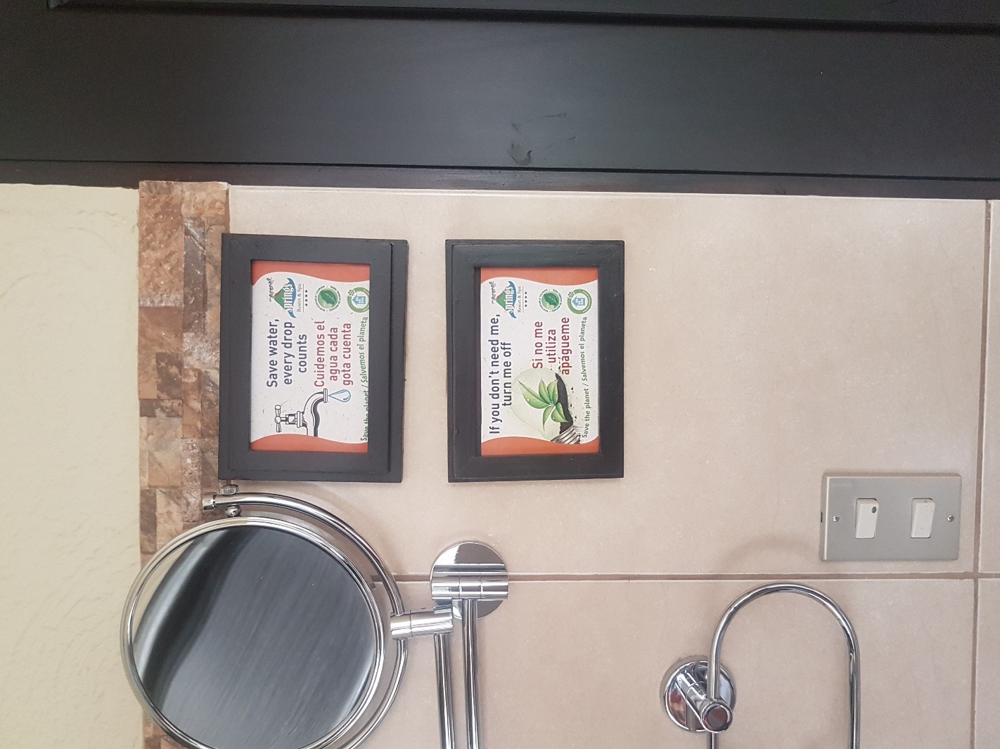 Save water,
every drop
counts
Cuidemos el
agua cada
gota cuenta
Save the planet / Salvemos el planeta
Arenal
Springs
Resort & Spa
If you don't need me,
turn me off
Si no me
utiliza
apágueme
Save the planet / Salvemos el planeta
Arenal
Springs
Resort & Spa